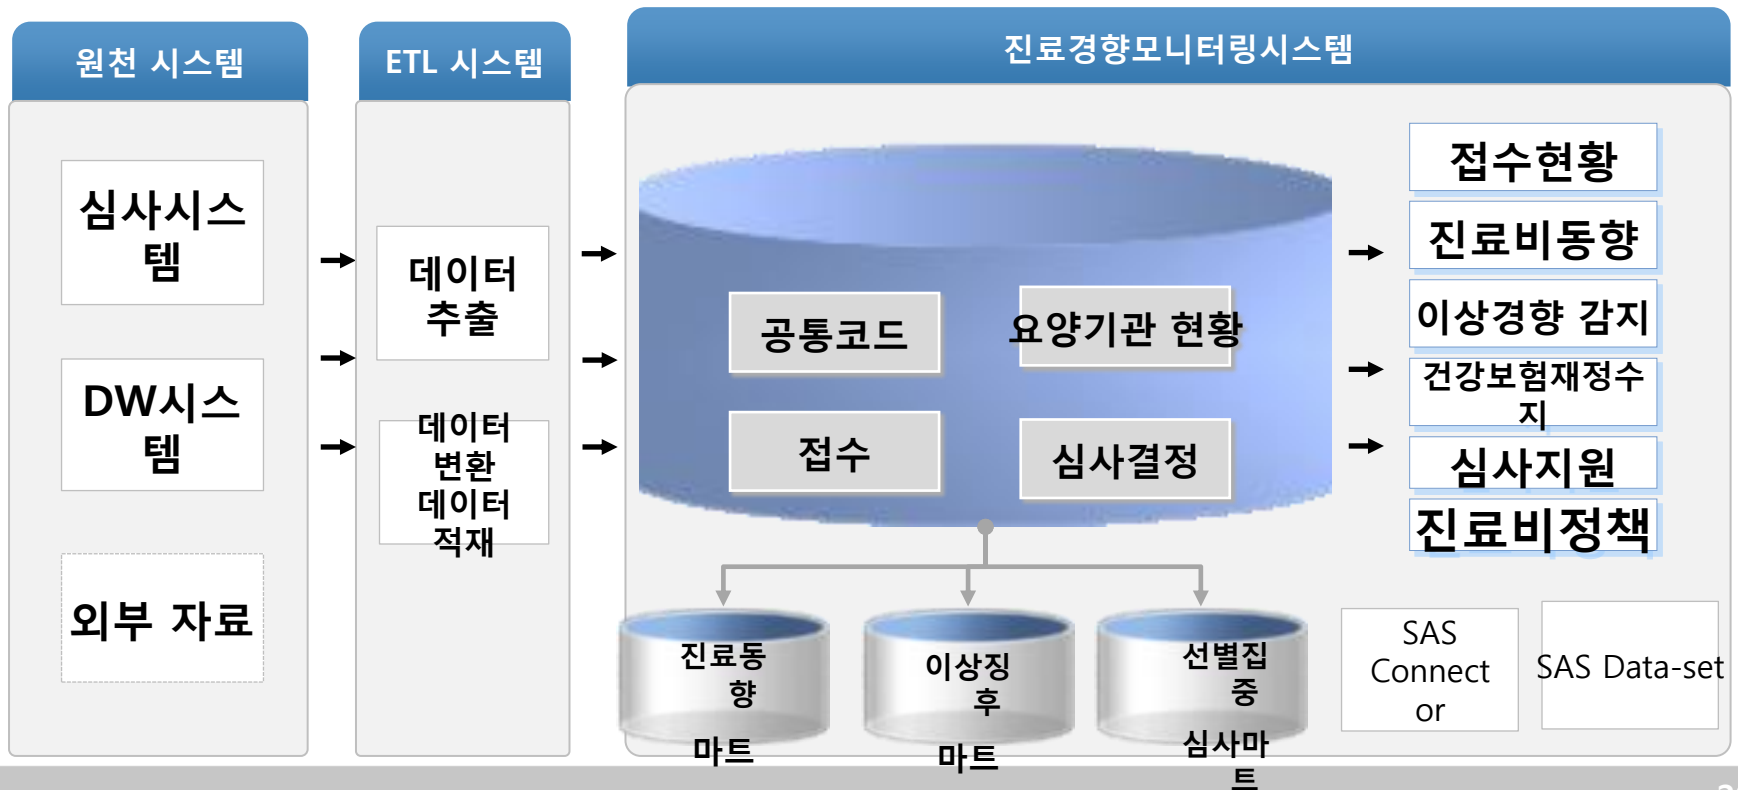 원천 시스템
ETL 시스템
진료경향모니터링시스템
심사시스
템
DW시스
템
외부 자료
데이터
추출
데이터
변환
데이터
적재
공통코드
요양기관 현황
접수
심사결정
접수현황
진료비동향
이상경향 감지
건강보험재정수
지
심사지원
진료비정책
진료동
향
마트
이상징
후
마트
선별집
중
심사마
트
SAS
Connect
or
SAS Data-set